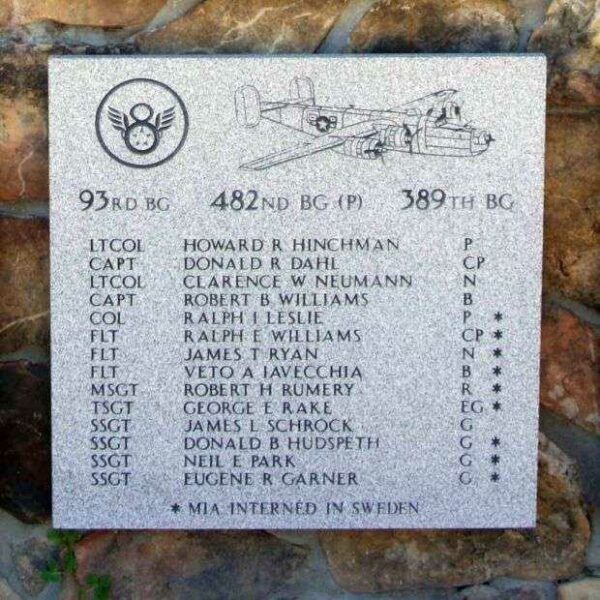 93RD BG 482ND BG (P) 389TH BG
LTCOL HOWARD R HINCHMAN P
CAPT DONALD R DAHL CP
LTCOL CLARENCE W NEUMANN N
CAPT ROBERT B WILLIAMS B
COL RALPH I LESLIE P *
FLT RALPH E WILLIAMS CP *
FLT JAMES T RYAN N *
FLT VETO A IAVECCHIA B *
MSGT ROBERT H RUMERY R *
TSGT GEORGE E RAKE EG *
SSGT JAMES L SCHROCK G
SSGT DONALD B HUDSPETH G *
SSGT NEIL E PARK G *
SSGT EUGENE R GARNER G *
* MIA INTERNED IN SWEDEN